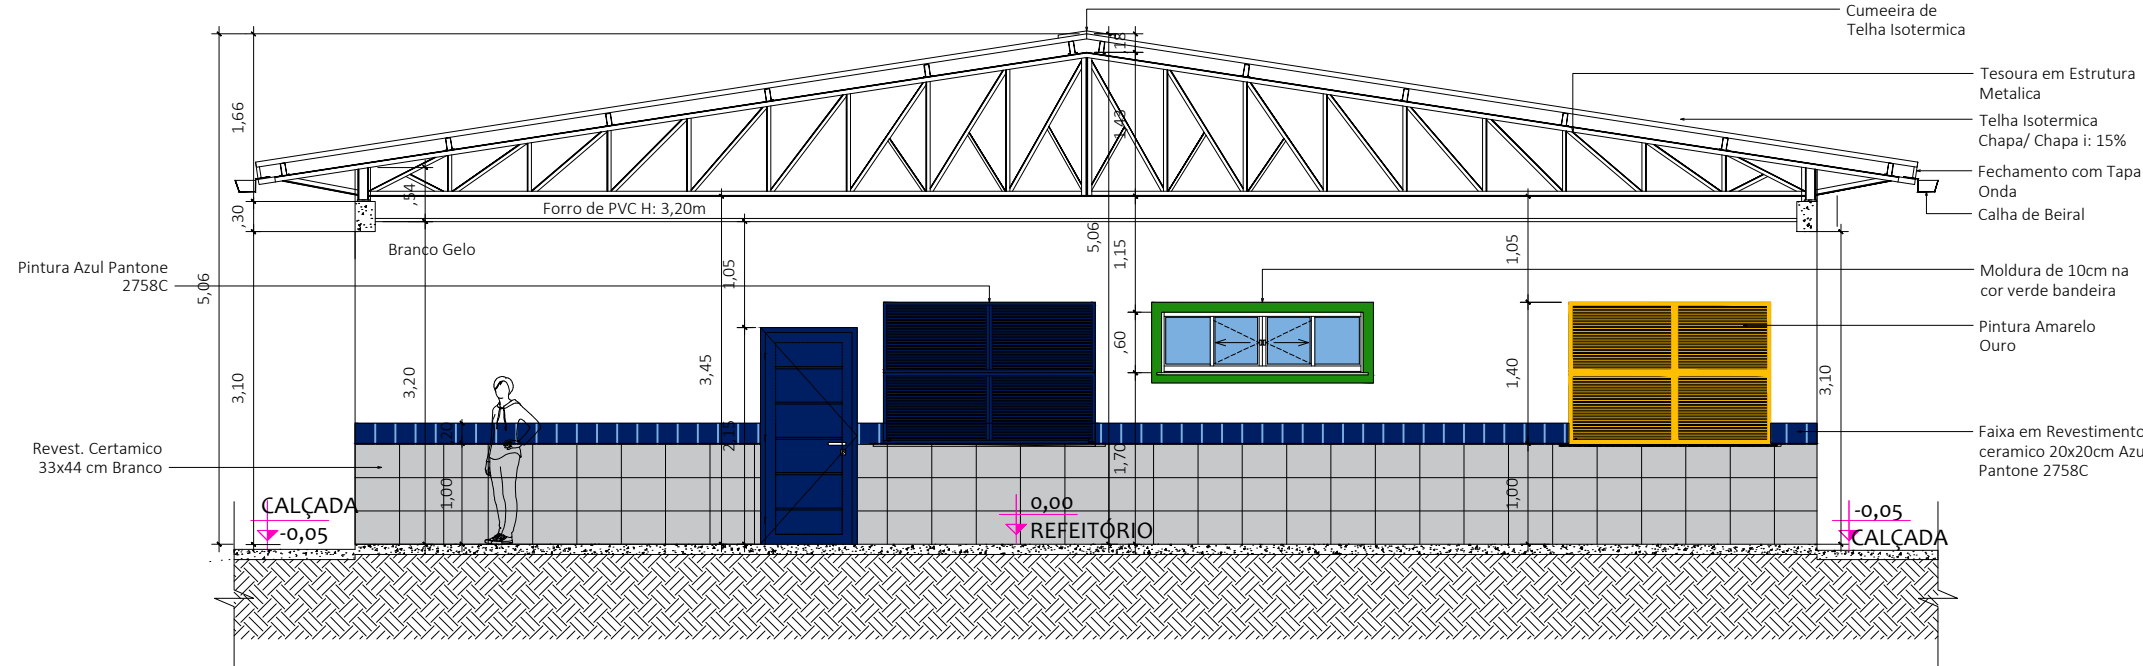 Cumeeira de
Telha Isotermica
Tesoura em Estrutura
Metalica
Telha Isotermica
Chapa/ Chapa i: 15%
Fechamento com Tapa
Onda
Calha de Beiral
Moldura de 10cm na
cor verde bandeira
Pintura Amarelo
Ouro
Faixa em Revestimento
ceramico 20x20cm Azu
Pantone 2758C
Pintura Azul Pantone
2758C
Revest. Certamico
33x44 cm Branco
Forro de PVC H: 3,20m
Branco Gelo
1,66
,30
5,06
3,10
,54
3,20
,20
1,00
1,05
3,45
2,15
,18
1,43
5,06
1,15
,60
1,70
1,05
1,40
1,00
3,10
CALÇADA
-0,05
0,00
REFEITÓRIO
-0,05
CALÇADA